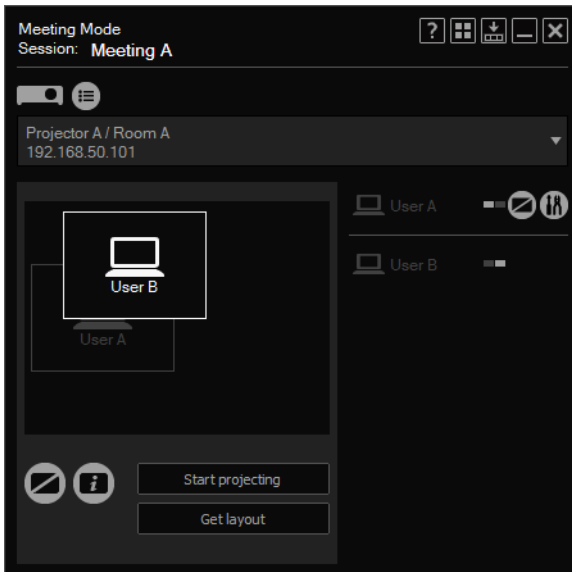 Meeting Mode
Session: Meeting A
?
Projector A / Room A
192.168.50.101
User A
User B
User B
User A
i
Start projecting
Get layout